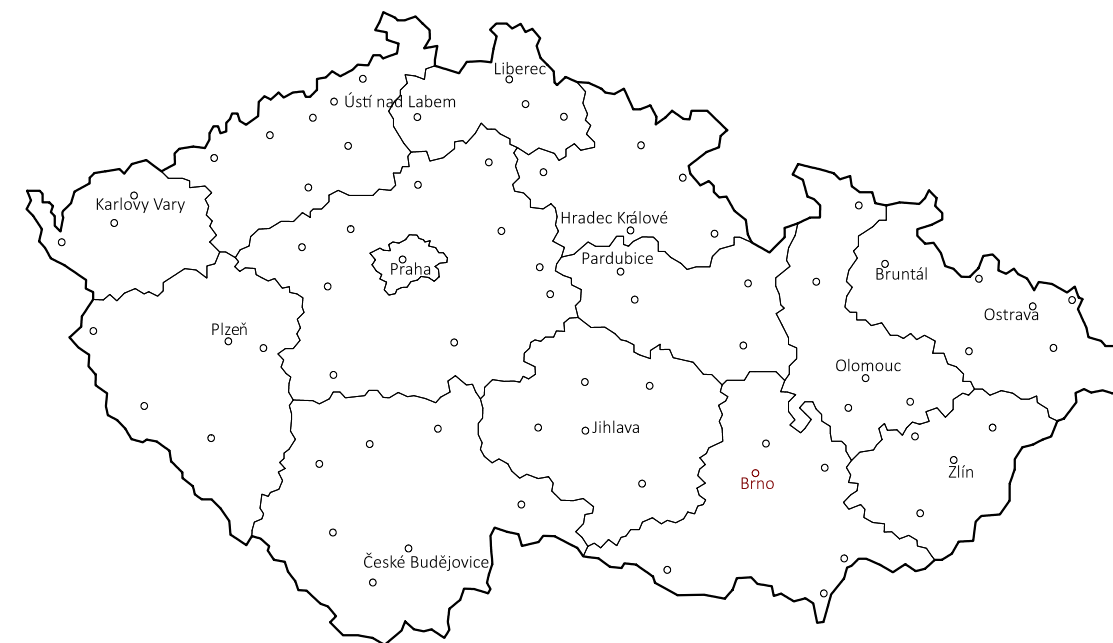 Liberec
Ústí nad Labem
Karlovy Vary
Hradec Králové
Pardubice
Praha
Bruntál
Ostrava
Plzeň
Olomouc
Jihlava
Zlín
Brno
České Budějovice